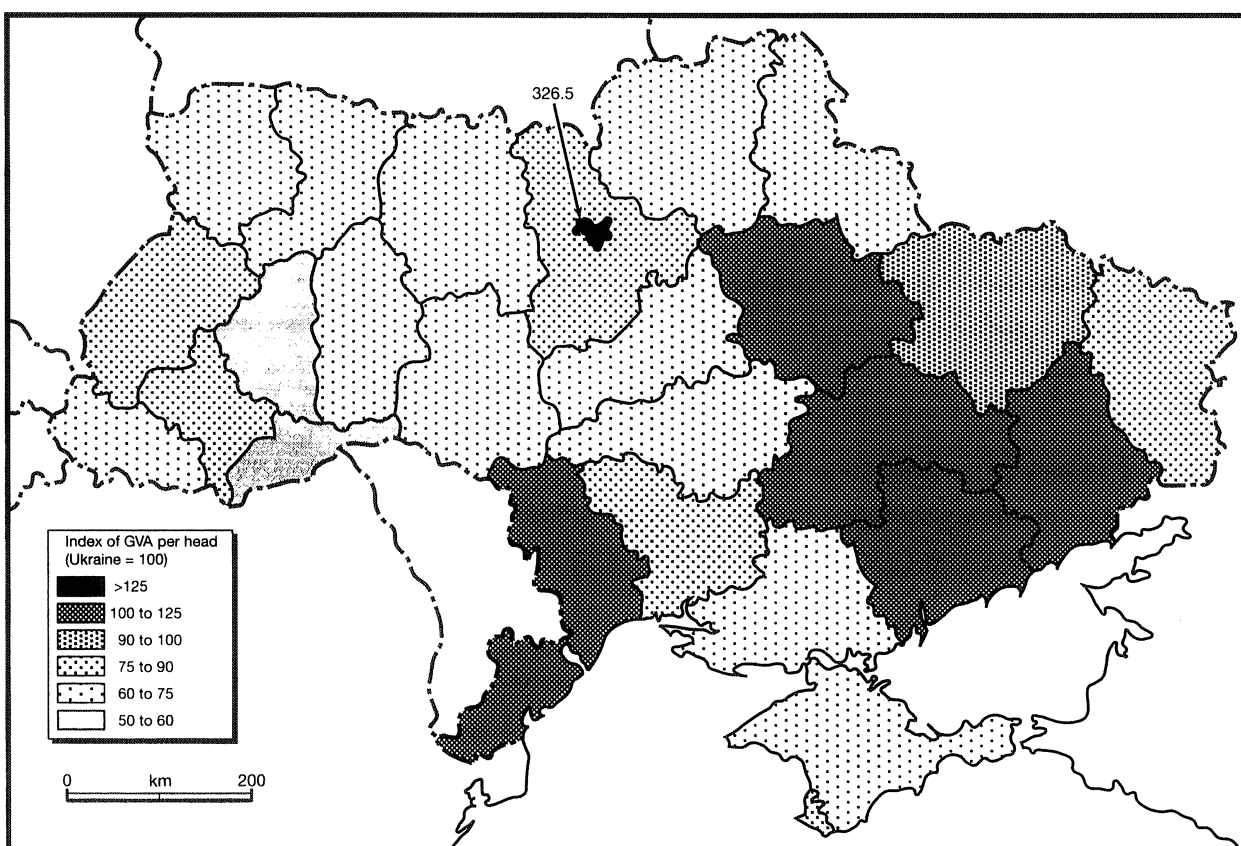 326.5
Index of GVA per head
(Ukraine = 100)
>125
100 to 125
90 to 100
75 to 90
60 to 75
50 to 60
0 km 200